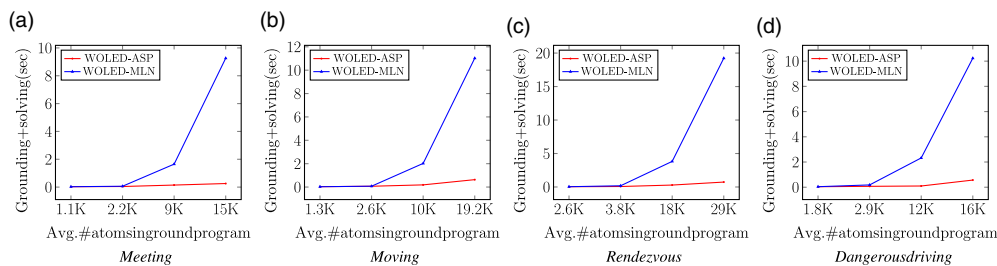 (a)
Grounding+solving(sec)
10
8
6
4
2
0
WOLED-ASP
WOLED-MLN
1.1K 2.2K 9K 15K
Avg.#atomsingroundprogram
Meeting
(b)
Grounding+solving(sec)
12
10
8
6
4
2
0
WOLED-ASP
WOLED-MLN
1.3K 2.6K 10K 19.2K
Avg.#atomsingroundprogram
Moving
(c)
Grounding+solving(sec)
20
15
10
5
0
WOLED-ASP
WOLED-MLN
2.6K 3.8K 18K 29K
Avg.#atomsingroundprogram
Rendezvous
(d)
Grounding+solving(sec)
10
8
6
4
2
0
WOLED-ASP
WOLED-MLN
1.8K 2.9K 12K 16K
Avg.#atomsingroundprogram
Dangerousdriving